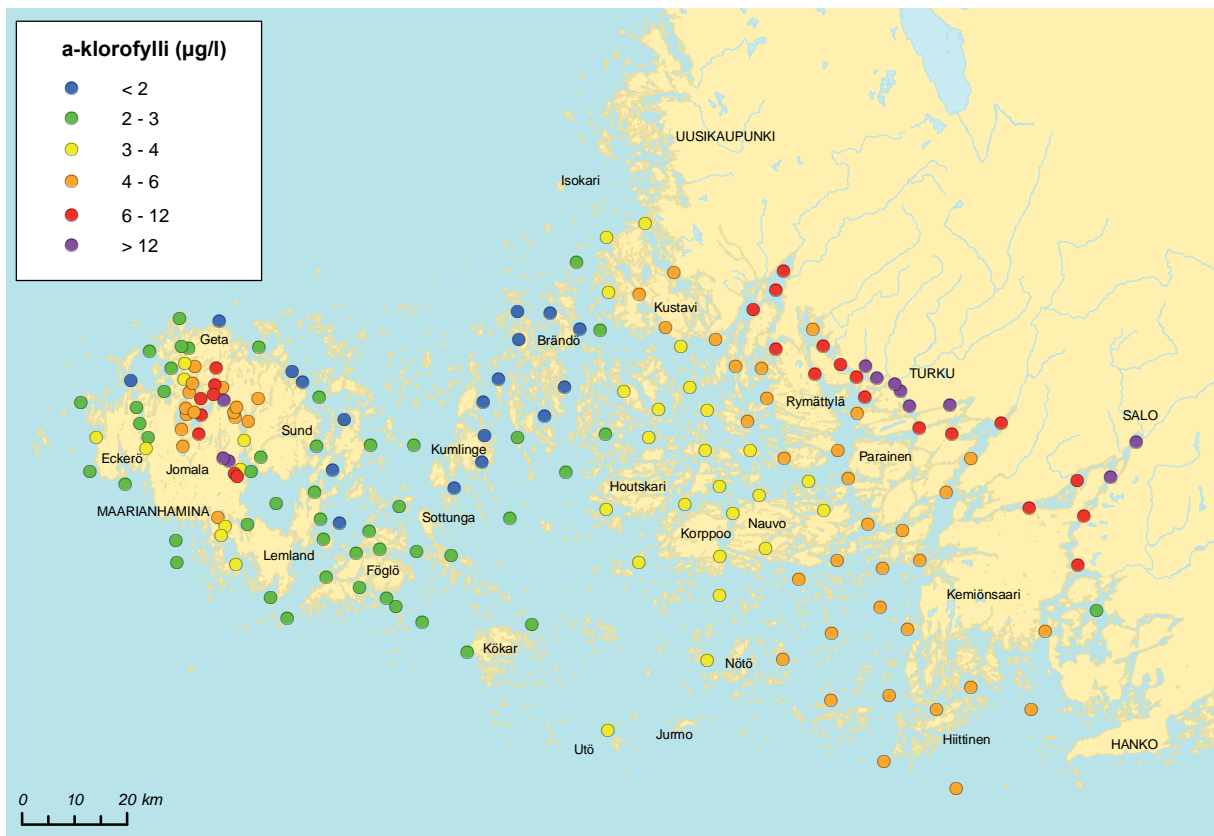 a-klorofylli (µg/l)
< 2
2 - 3
3 - 4
4 - 6
6 - 12
> 12
UUSIKAUPUNKI
Isokari
Kustavi
Geta
Brändö
TURKU
Rymättylä
SALO
Sund
Kumlinge
Eckerö
Jomala
Parainen
Houtskari
MAARIANHAMINA
Sottunga
Nauvo
Korppoo
Lemland
Föglö
Kemiönsaari
Kökar
Nötö
Jurmo
Hiittinen
HANKO
Utö
0 10 20 km